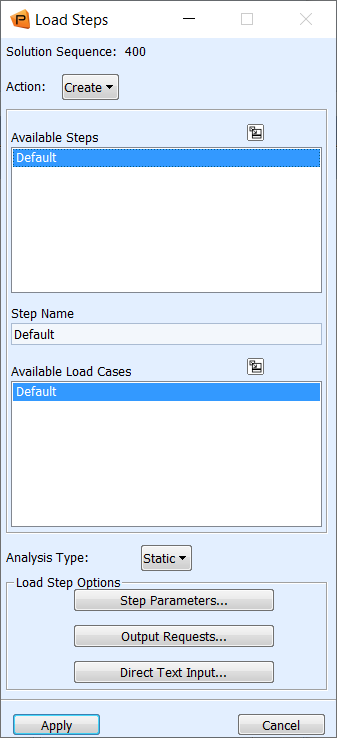 Load Steps
Solution Sequence: 400
Action: Create
Available Steps
Default
Step Name
Default
Available Load Cases
Default
Analysis Type: Static
Load Step Options
Step Parameters...
Output Requests...
Direct Text Input...
Apply Cancel